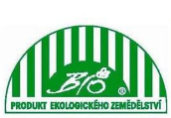 BIO ®
PRODUKT EKOLOGICKÉHO ZEMĚDĚLSTVÍ